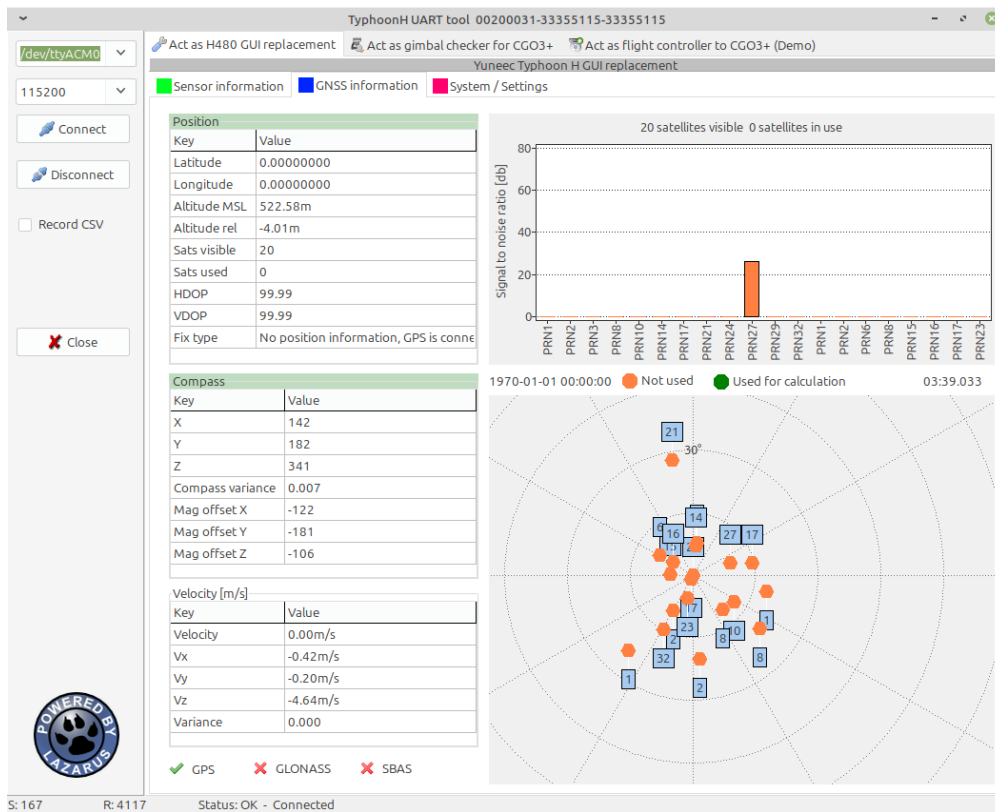 TyphoonH UART tool 00200031-33355115-33355115
/dev/ttyACM0
115200
Connect
Disconnect
Record CSV
Close
POWERED BY LAZARUS
Act as H480 GUI replacement
Act as gimbal checker for CGO3+
Act as flight controller to CGO3+ (Demo)
Yuneec Typhoon H GUI replacement
Sensor information
GNSS information
System / Settings
Position
Key Value
Latitude 0.00000000
Longitude 0.00000000
Altitude MSL 522.58m
Altitude rel -4.01m
Sats visible 20
Sats used 0
HDOP 99.99
VDOP 99.99
Fix type No position information, GPS is conne
Compass
Key Value
X 142
Y 182
Z 341
Compass variance 0.007
Mag offset X -122
Mag offset Y -181
Mag offset Z -106
Velocity [m/s]
Key Value
Velocity 0.00m/s
Vx -0.42m/s
Vy -0.20m/s
Vz -4.64m/s
Variance 0.000
GPS
GLONASS
SBAS
20 satellites visible 0 satellites in use
Signal to noise ratio [db]
80
60
40
20
0
PRN1
PRN2
PRN3
PRN8
PRN10
PRN14
PRN17
PRN21
PRN24
PRN27
PRN29
PRN32
PRN1
PRN2
PRN6
PRN8
PRN15
PRN16
PRN17
PRN23
1970-01-01 00:00:00
Not used
Used for calculation
03:39.033
21
30°
14
6
16
15
27
17
17
23
2
10
8
1
32
8
1
2
S: 167
R: 4117
Status: OK - Connected